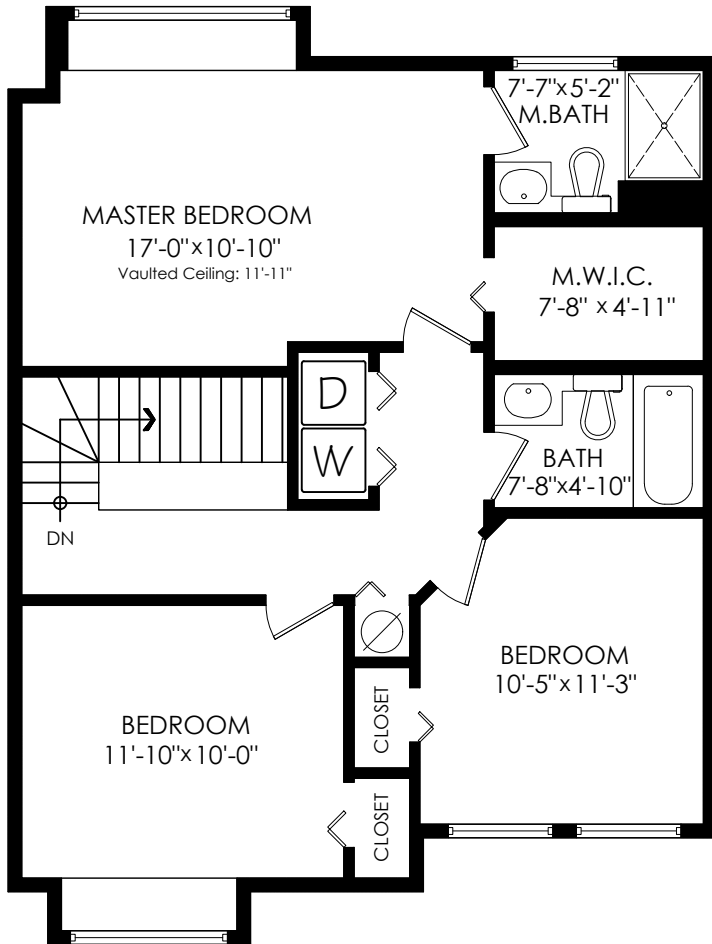 7'-7"x5'-2"
M.BATH
MASTER BEDROOM
17'-0"x10'-10"
Vaulted Ceiling: 11'-11"
M.W.I.C.
7'-8" x 4'-11"
D
W
BATH
7'-8"x4'-10"
DN
BEDROOM
10'-5"x11'-3"
CLOSET
BEDROOM
11'-10"x10'-0"
CLOSET